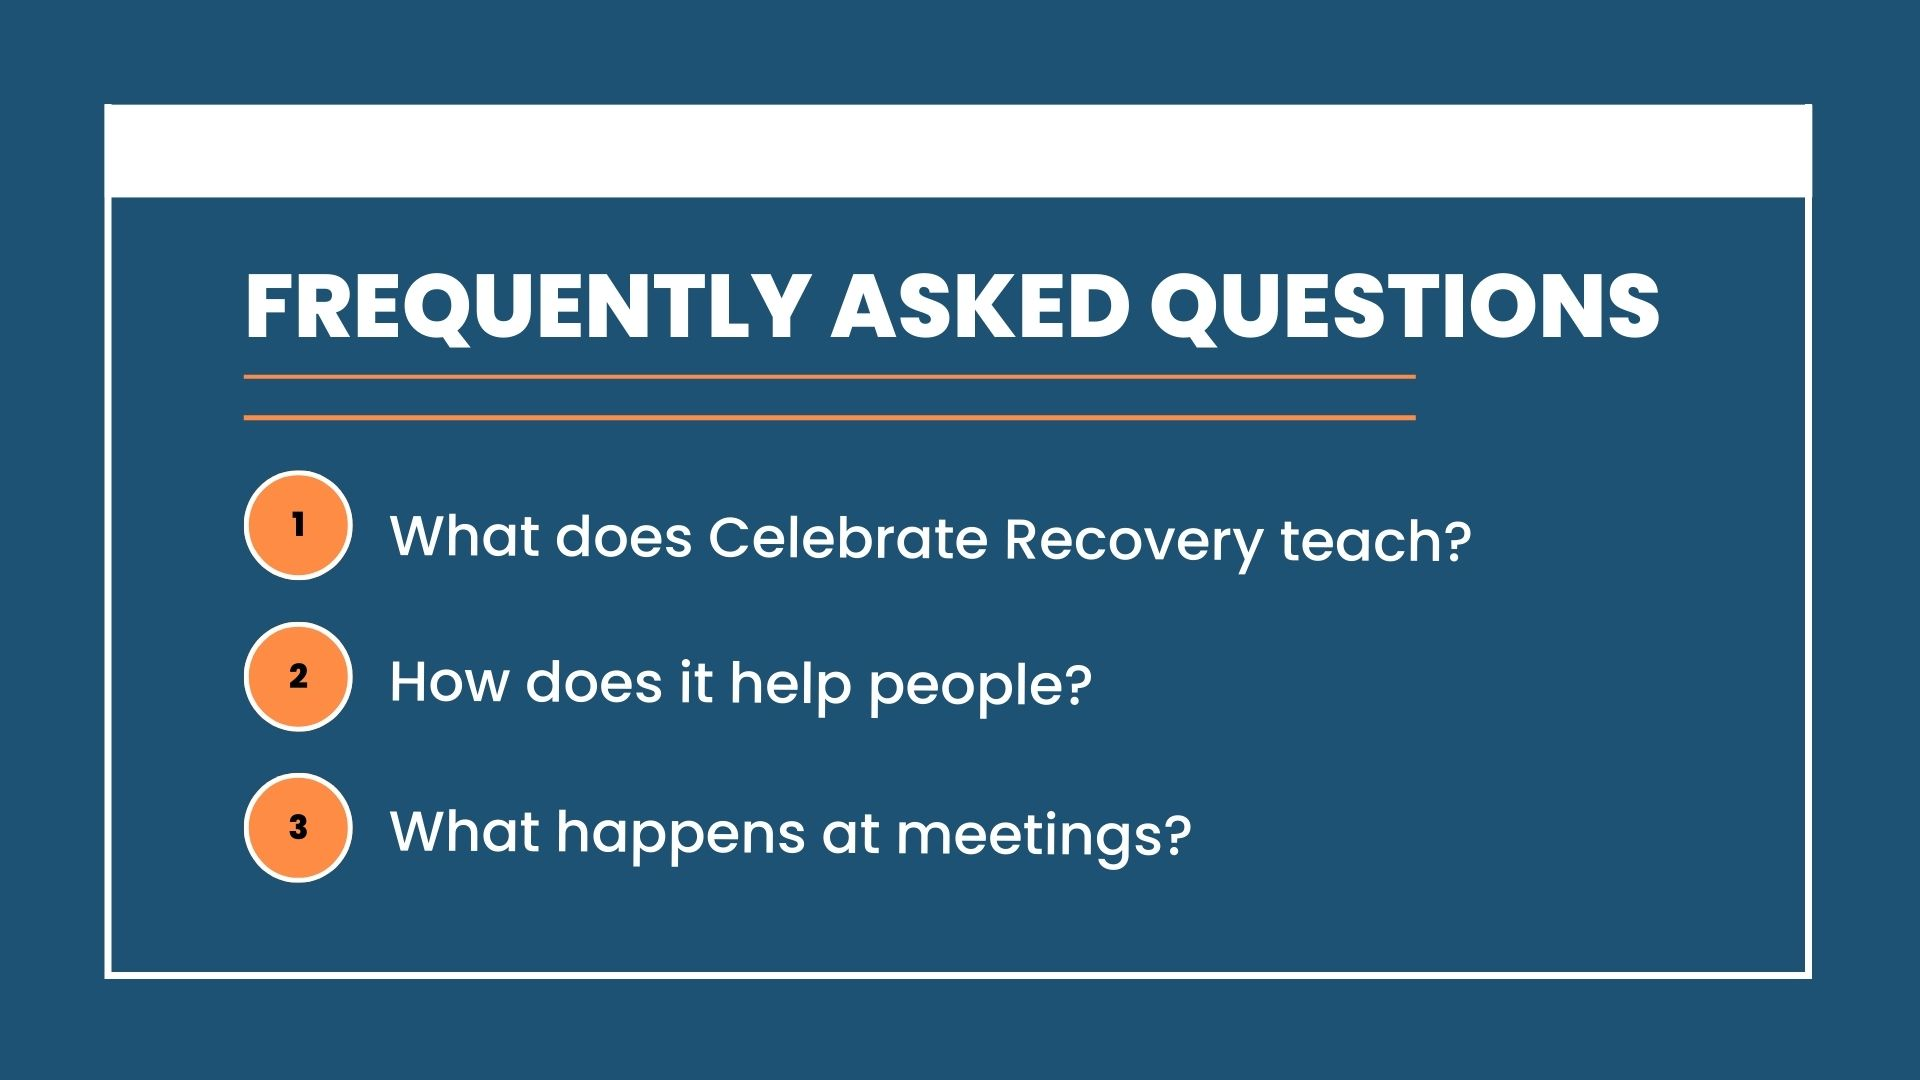 FREQUENTLY ASKED QUESTIONS
1 What does Celebrate Recovery teach?
2 How does it help people?
3 What happens at meetings?